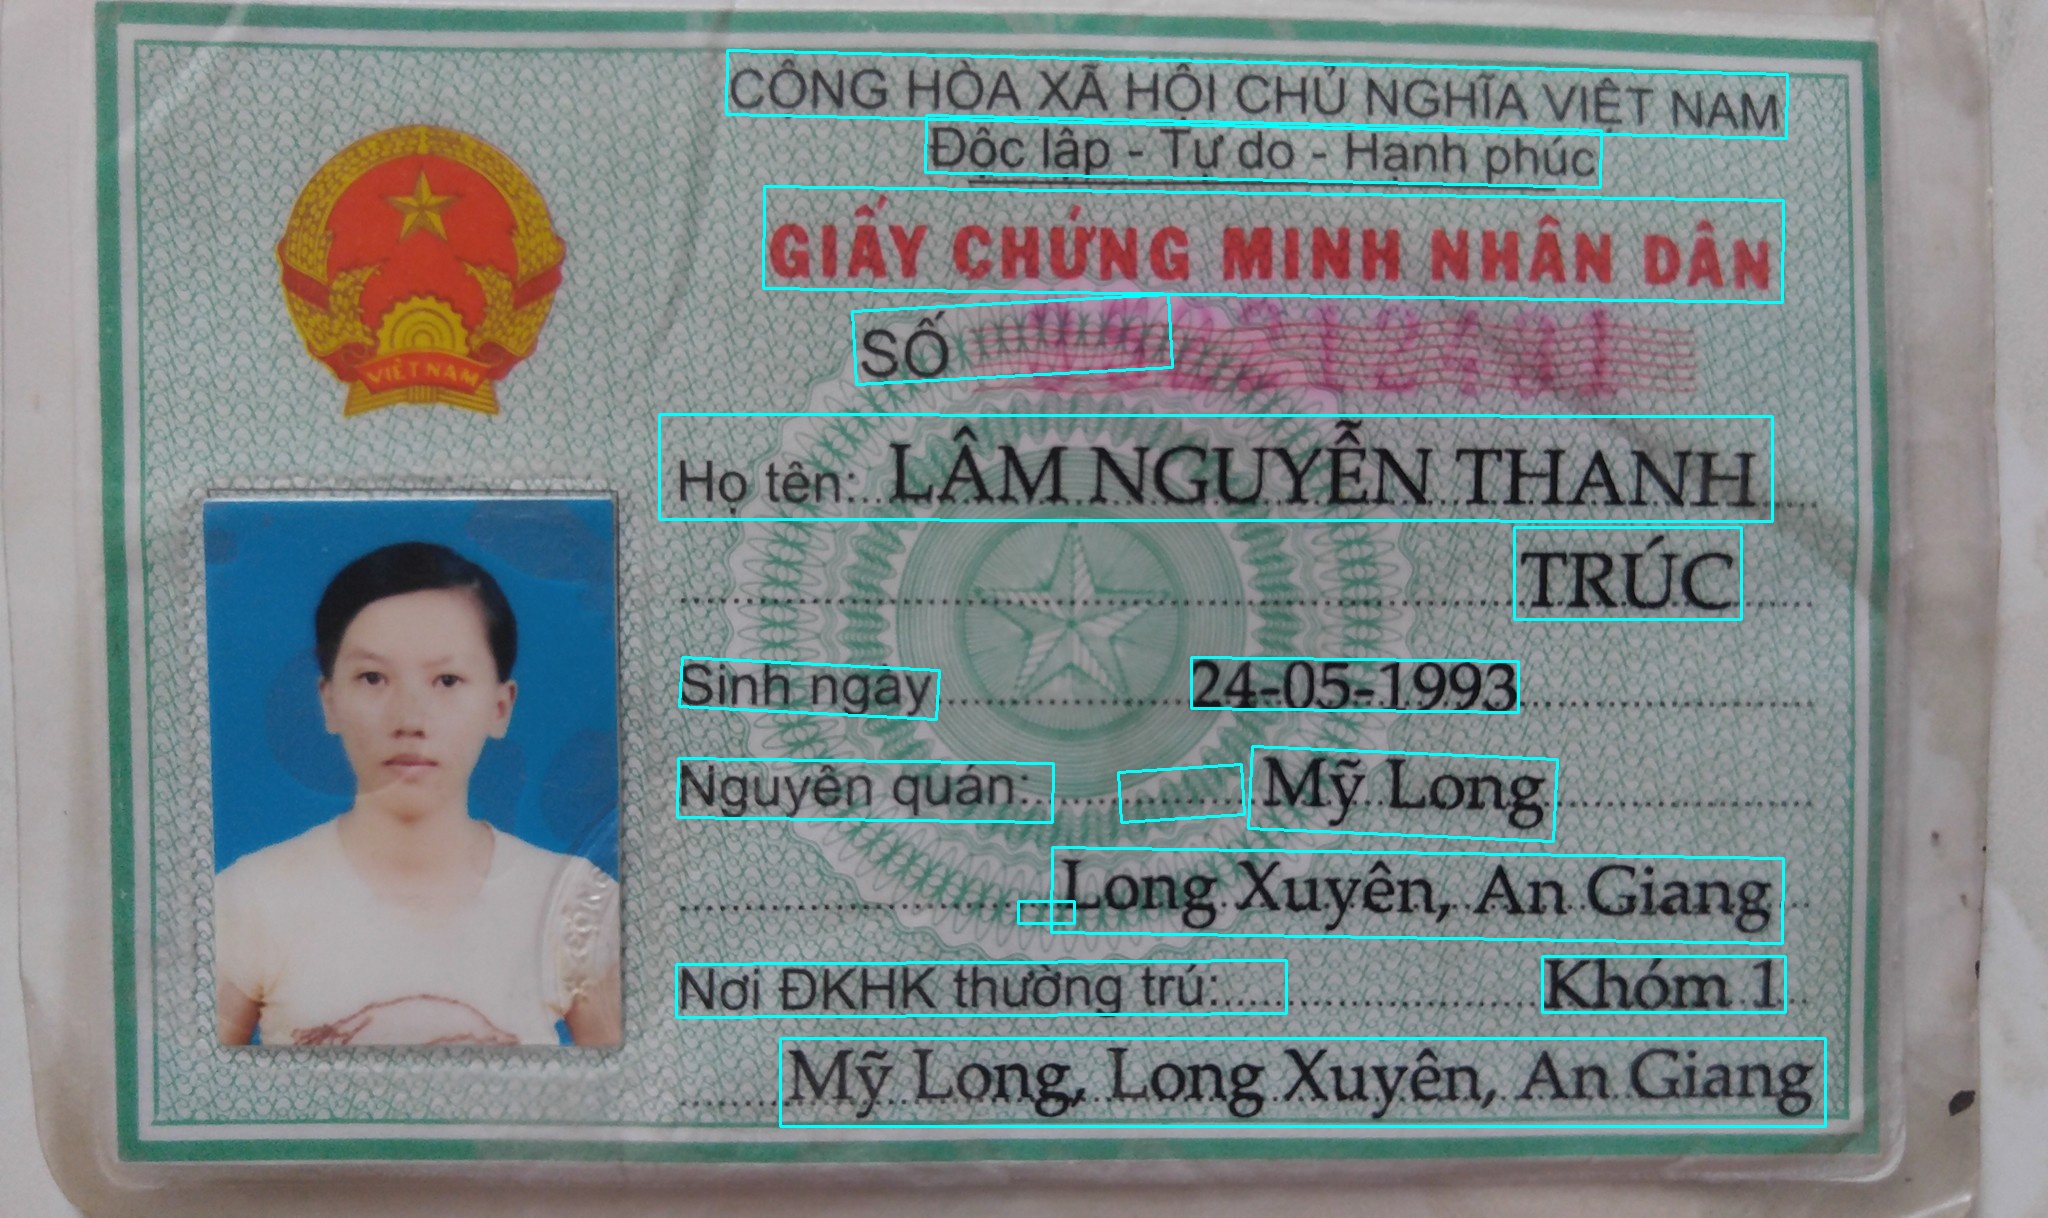 CỘNG HÒA XÃ HỘI CHỦ NGHĨA VIỆT NAM
Độc lập - Tự do - Hạnh phúc
GIẤY CHỨNG MINH NHÂN DÂN
SỐ
VIỆT NAM
Họ tên: LÂM NGUYỄN THANH
TRÚC
Sinh ngày 24-05-1993
Nguyên quán: Mỹ Long
Long Xuyên, An Giang
Nơi ĐKHK thường trú: Khóm 1
Mỹ Long, Long Xuyên, An Giang